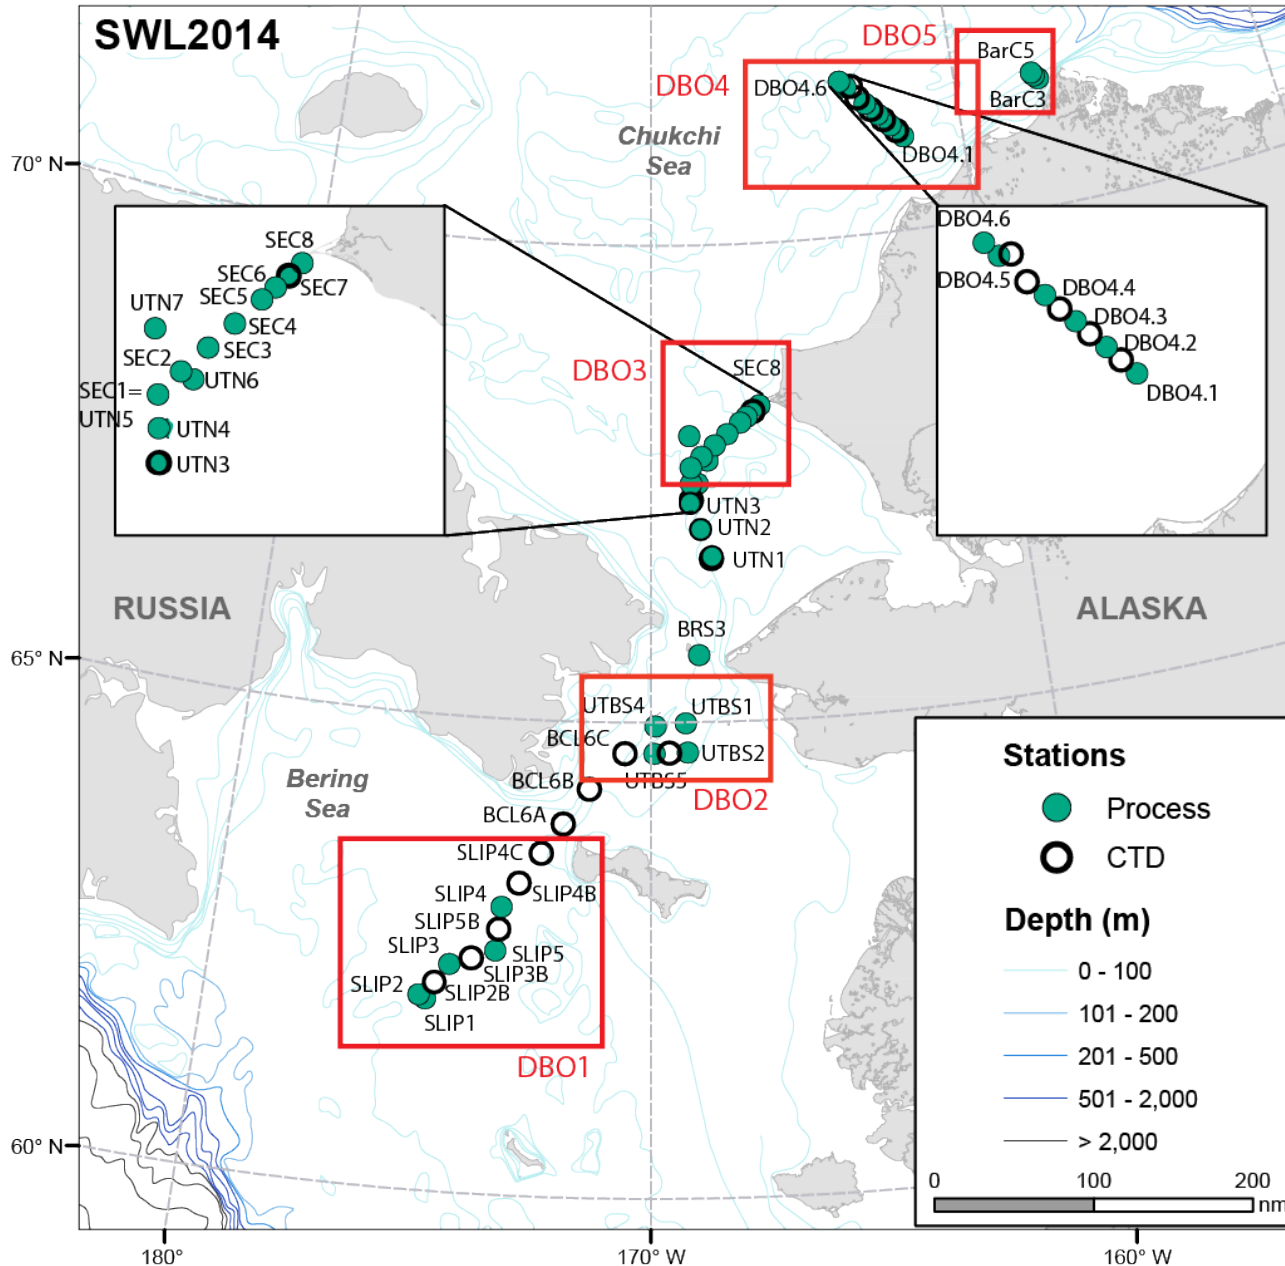 SWL2014
DBO5
BarC5
BarC3
DBO4
DBO4.6
DBO4.1
Chukchi
Sea
70° N
SEC8
SEC6
SEC7
SEC5
UTN7
SEC4
SEC3
SEC2
UTN6
SEC1=
UTN5
UTN4
UTN3
DBO4.6
DBO4.5
DBO4.4
DBO4.3
DBO4.2
DBO4.1
DBO3
SEC8
UTN3
UTN2
UTN1
RUSSIA
ALASKA
BRS3
65° N
UTBS4
UTBS1
BCL6C
UTBS2
UTBS5
BCL6B
DBO2
Bering
Sea
BCL6A
SLIP4C
SLIP4B
SLIP4
SLIP5B
SLIP3
SLIP5
SLIP3B
SLIP2
SLIP2B
SLIP1
DBO1
60° N
Stations
Process
CTD
Depth (m)
0 - 100
101 - 200
201 - 500
501 - 2,000
> 2,000
0 100 200
nm
180° 170° W 160° W